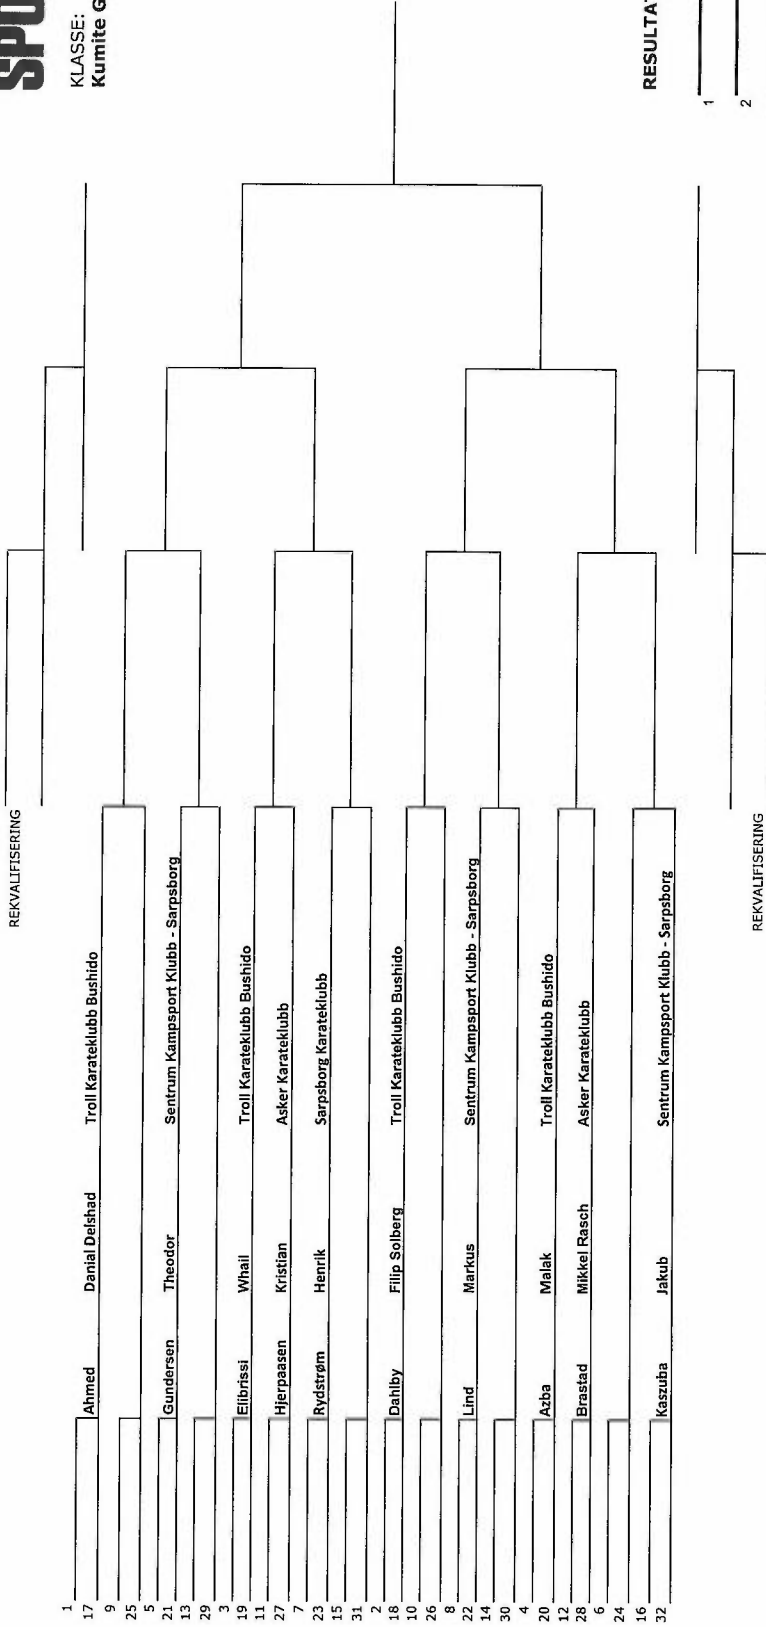 REKVALIFISERING
SPO
KLASSE:
Kumite G
1
17 Ahmed Danial Delshad Troll Karateklubb Bushido
9
25
5
21 Gundersen Theodor Sentrum Kampsport Klubb - Sarpsborg
13
29
3
19 Elibrissi Whail Troll Karateklubb Bushido
11
27 Hjerpaasen Kristian Asker Karateklubb
7
23 Rydstrøm Henrik Sarpsborg Karateklubb
15
31
2
18 Dahlby Filip Solberg Troll Karateklubb Bushido
10
26
8
22 Lind Markus Sentrum Kampsport Klubb - Sarpsborg
14
30
4
20 Azba Malak Troll Karateklubb Bushido
12
28 Brastad Mikkel Rasch Asker Karateklubb
6
24
16
32 Kaszuba Jakub Sentrum Kampsport Klubb - Sarpsborg
RESULTA
1
2
REKVALIFISERING